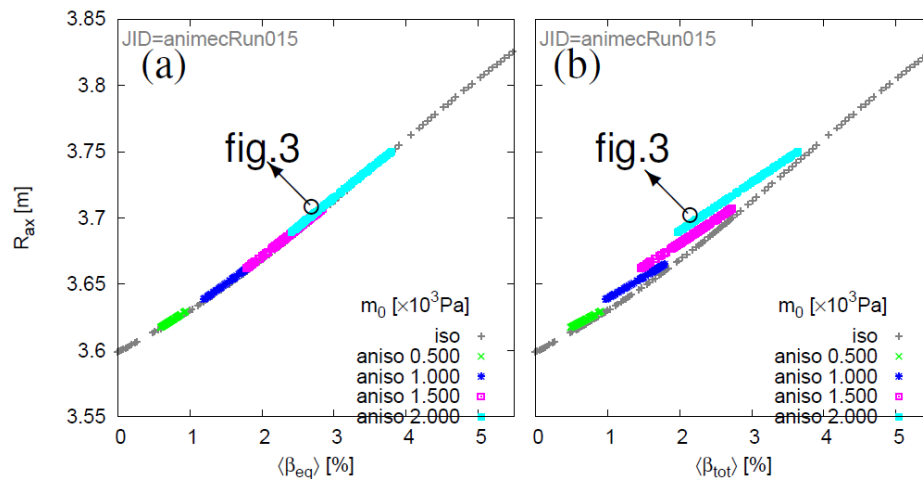 3.85
3.8
3.75
3.7
3.65
3.6
3.55
R_ax [m]
JID=animecRun015
(a)
fig.3
m_0 [×10^3Pa]
iso
aniso 0.500
aniso 1.000
aniso 1.500
aniso 2.000
0 1 2 3 4 5
⟨β_eq⟩ [%]
JID=animecRun015
(b)
fig.3
m_0 [×10^3Pa]
iso
aniso 0.500
aniso 1.000
aniso 1.500
aniso 2.000
0 1 2 3 4 5
⟨β_tot⟩ [%]